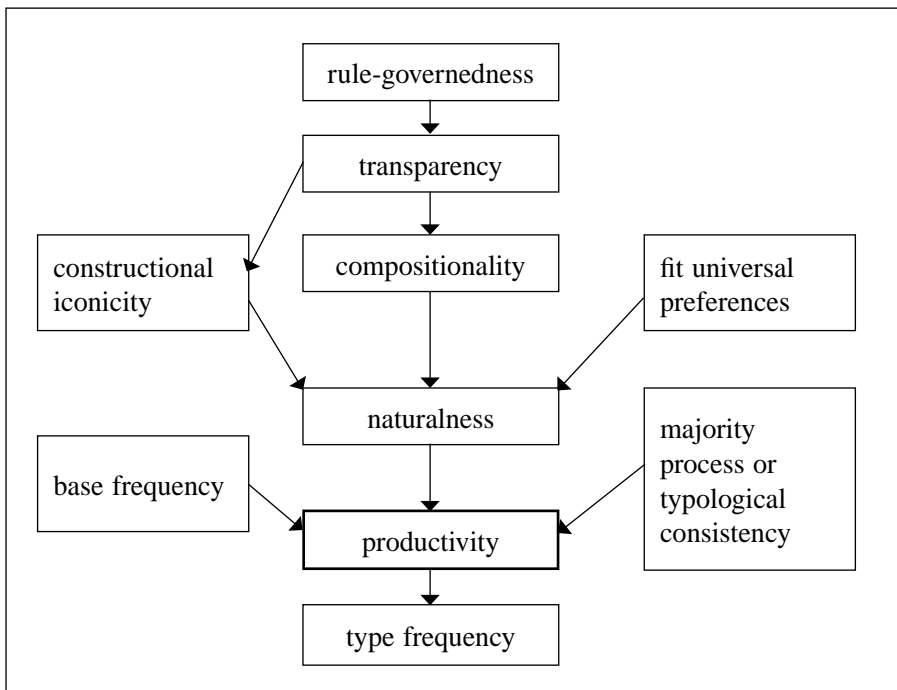 rule-governedness
transparency
constructional
iconicity
compositionality
fit universal
preferences
naturalness
base frequency
majority
process or
typological
consistency
productivity
type frequency